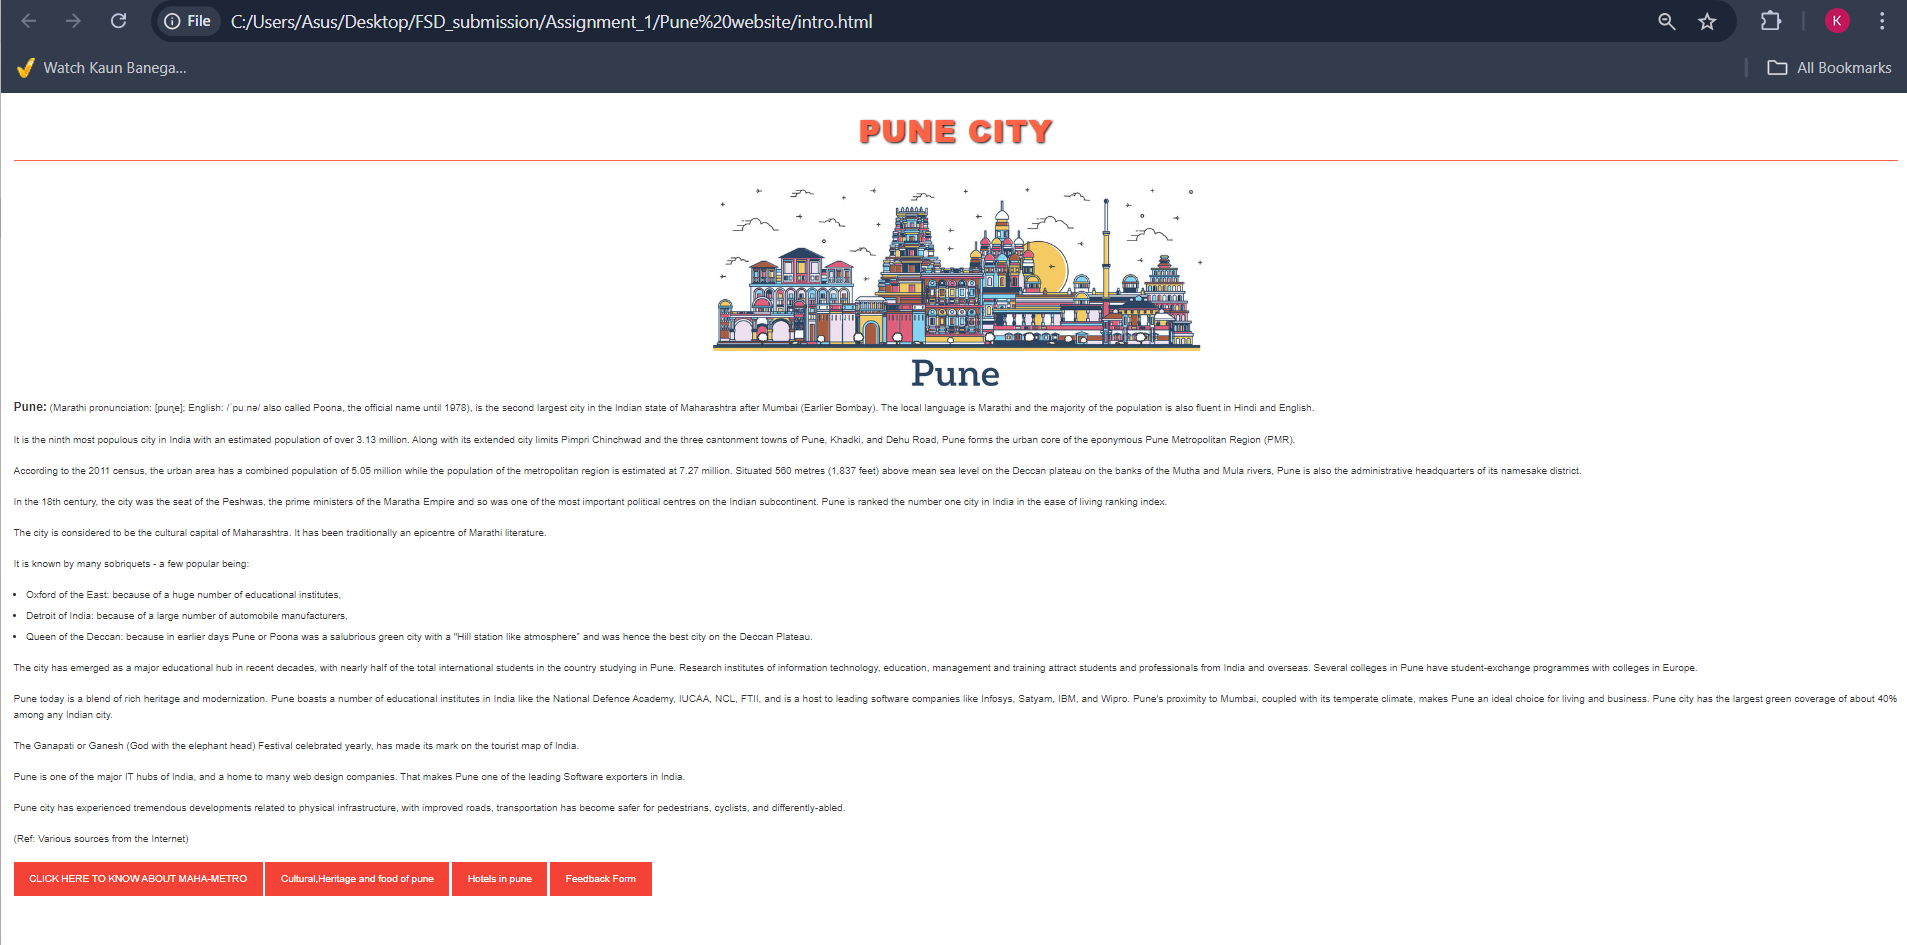 File
C:/Users/Asus/Desktop/FSD_submission/Assignment_1/Pune%20website/intro.html
K
Watch Kaun Banega...
All Bookmarks
PUNE CITY
Pune
Pune: (Marathi pronunciation: [puɳe]; English: /ˈpuːnə/ also called Poona, the official name until 1978), is the second largest city in the Indian state of Maharashtra after Mumbai (Earlier Bombay). The local language is Marathi and the majority of the population is also fluent in Hindi and English.
It is the ninth most populous city in India with an estimated population of over 3.13 million. Along with its extended city limits Pimpri Chinchwad and the three cantonment towns of Pune, Khadki, and Dehu Road, Pune forms the urban core of the eponymous Pune Metropolitan Region (PMR).
According to the 2011 census, the urban area has a combined population of 5.05 million while the population of the metropolitan region is estimated at 7.27 million. Situated 560 metres (1,837 feet) above mean sea level on the Deccan plateau on the banks of the Mutha and Mula rivers, Pune is also the administrative headquarters of its namesake district.
In the 18th century, the city was the seat of the Peshwas, the prime ministers of the Maratha Empire and so was one of the most important political centres on the Indian subcontinent. Pune is ranked the number one city in India in the ease of living ranking index.
The city is considered to be the cultural capital of Maharashtra. It has been traditionally an epicentre of Marathi literature.
It is known by many sobriquets - a few popular being:
• Oxford of the East: because of a huge number of educational institutes,
• Detroit of India: because of a large number of automobile manufacturers,
• Queen of the Deccan: because in earlier days Pune or Poona was a salubrious green city with a "Hill station like atmosphere" and was hence the best city on the Deccan Plateau.
The city has emerged as a major educational hub in recent decades, with nearly half of the total international students in the country studying in Pune. Research institutes of information technology, education, management and training attract students and professionals from India and overseas. Several colleges in Pune have student-exchange programmes with colleges in Europe.
Pune today is a blend of rich heritage and modernization. Pune boasts a number of educational institutes in India like the National Defence Academy, IUCAA, NCL, FTII, and is a host to leading software companies like Infosys, Satyam, IBM, and Wipro. Pune's proximity to Mumbai, coupled with its temperate climate, makes Pune an ideal choice for living and business. Pune city has the largest green coverage of about 40%
among any Indian city.
The Ganapati or Ganesh (God with the elephant head) Festival celebrated yearly, has made its mark on the tourist map of India.
Pune is one of the major IT hubs of India, and a home to many web design companies. That makes Pune one of the leading Software exporters in India.
Pune city has experienced tremendous developments related to physical infrastructure, with improved roads, transportation has become safer for pedestrians, cyclists, and differently-abled.
(Ref: Various sources from the Internet)
CLICK HERE TO KNOW ABOUT MAHA-METRO
Cultural,Heritage and food of pune
Hotels in pune
Feedback Form